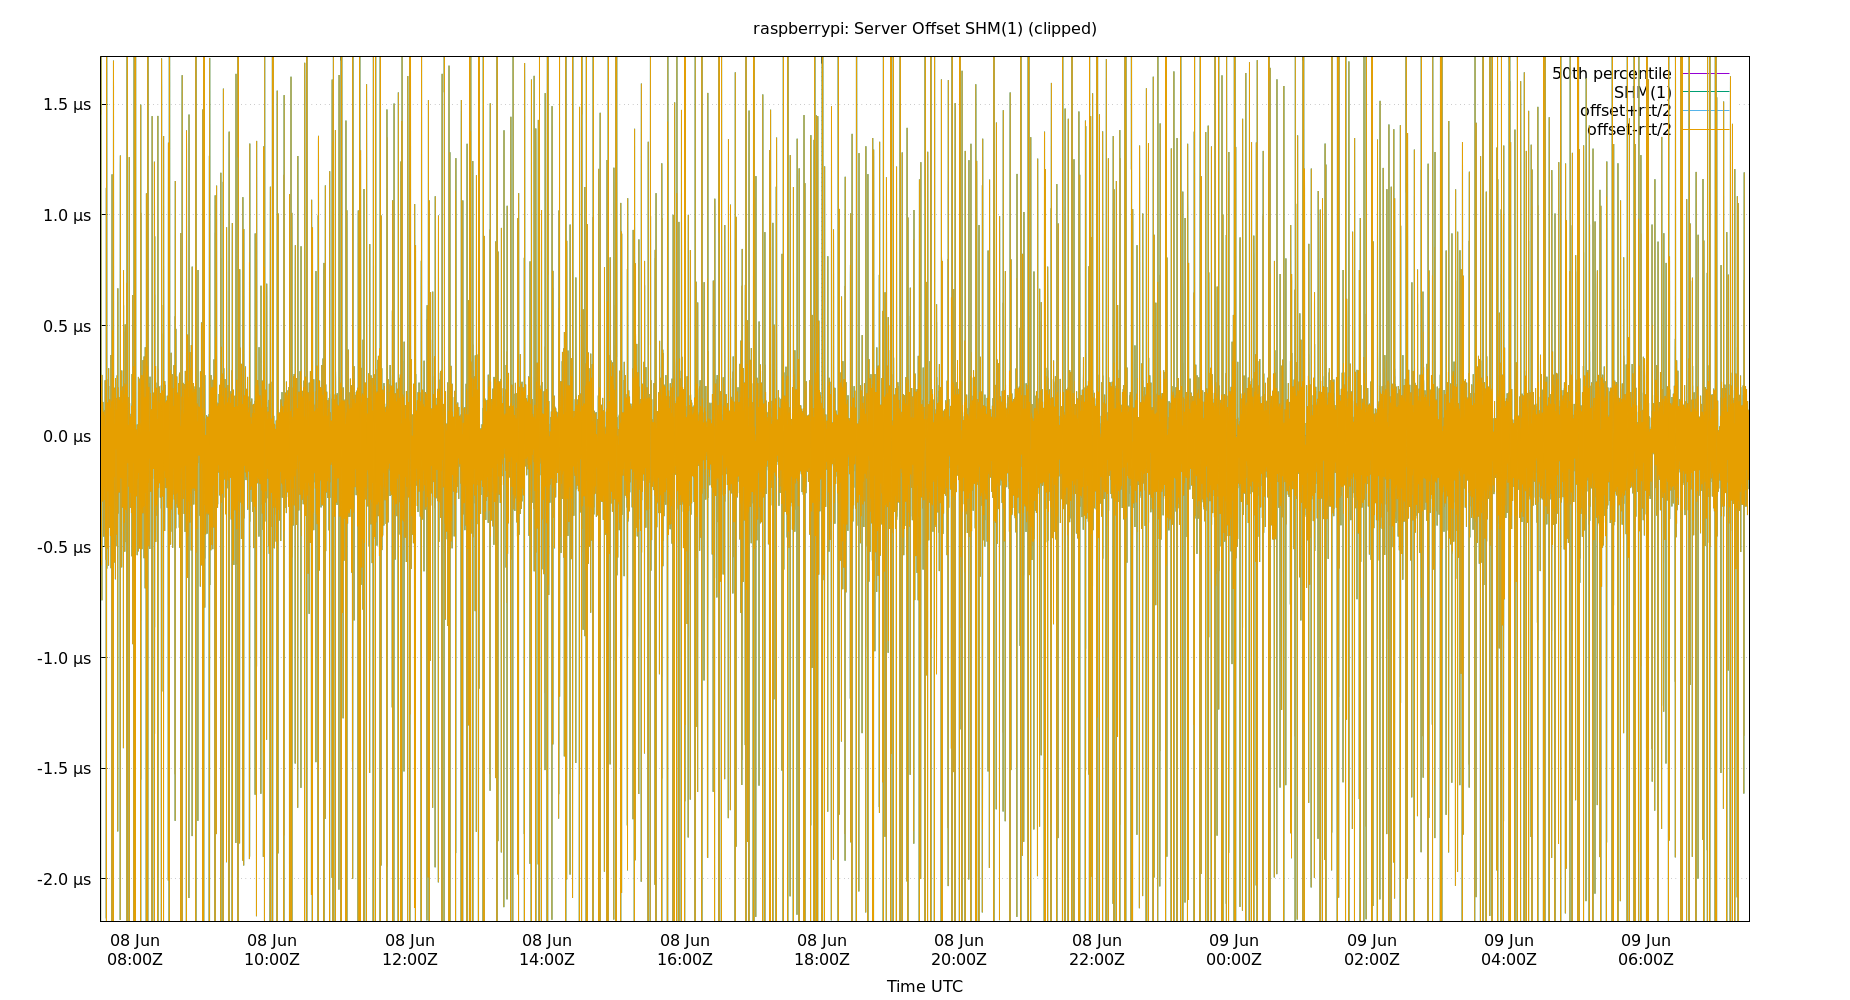 raspberrypi: Server Offset SHM(1) (clipped)
50th percentile
SHM(1)
offset+rtt/2
offset-rtt/2
1.5 µs
1.0 µs
0.5 µs
0.0 µs
-0.5 µs
-1.0 µs
-1.5 µs
-2.0 µs
08 Jun 08 Jun 08 Jun 08 Jun 08 Jun 08 Jun 08 Jun 08 Jun 09 Jun 09 Jun 09 Jun 09 Jun
08:00Z 10:00Z 12:00Z 14:00Z 16:00Z 18:00Z 20:00Z 22:00Z 00:00Z 02:00Z 04:00Z 06:00Z
Time UTC